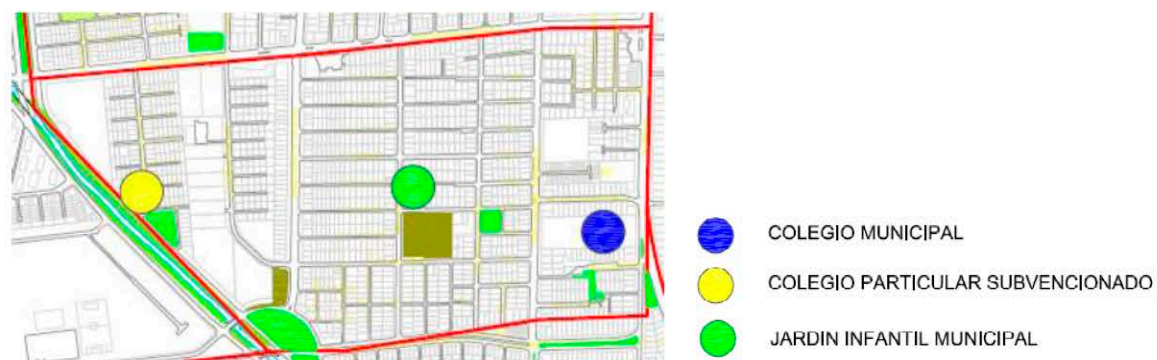 COLEGIO MUNICIPAL
COLEGIO PARTICULAR SUBVENCIONADO
JARDIN INFANTIL MUNICIPAL